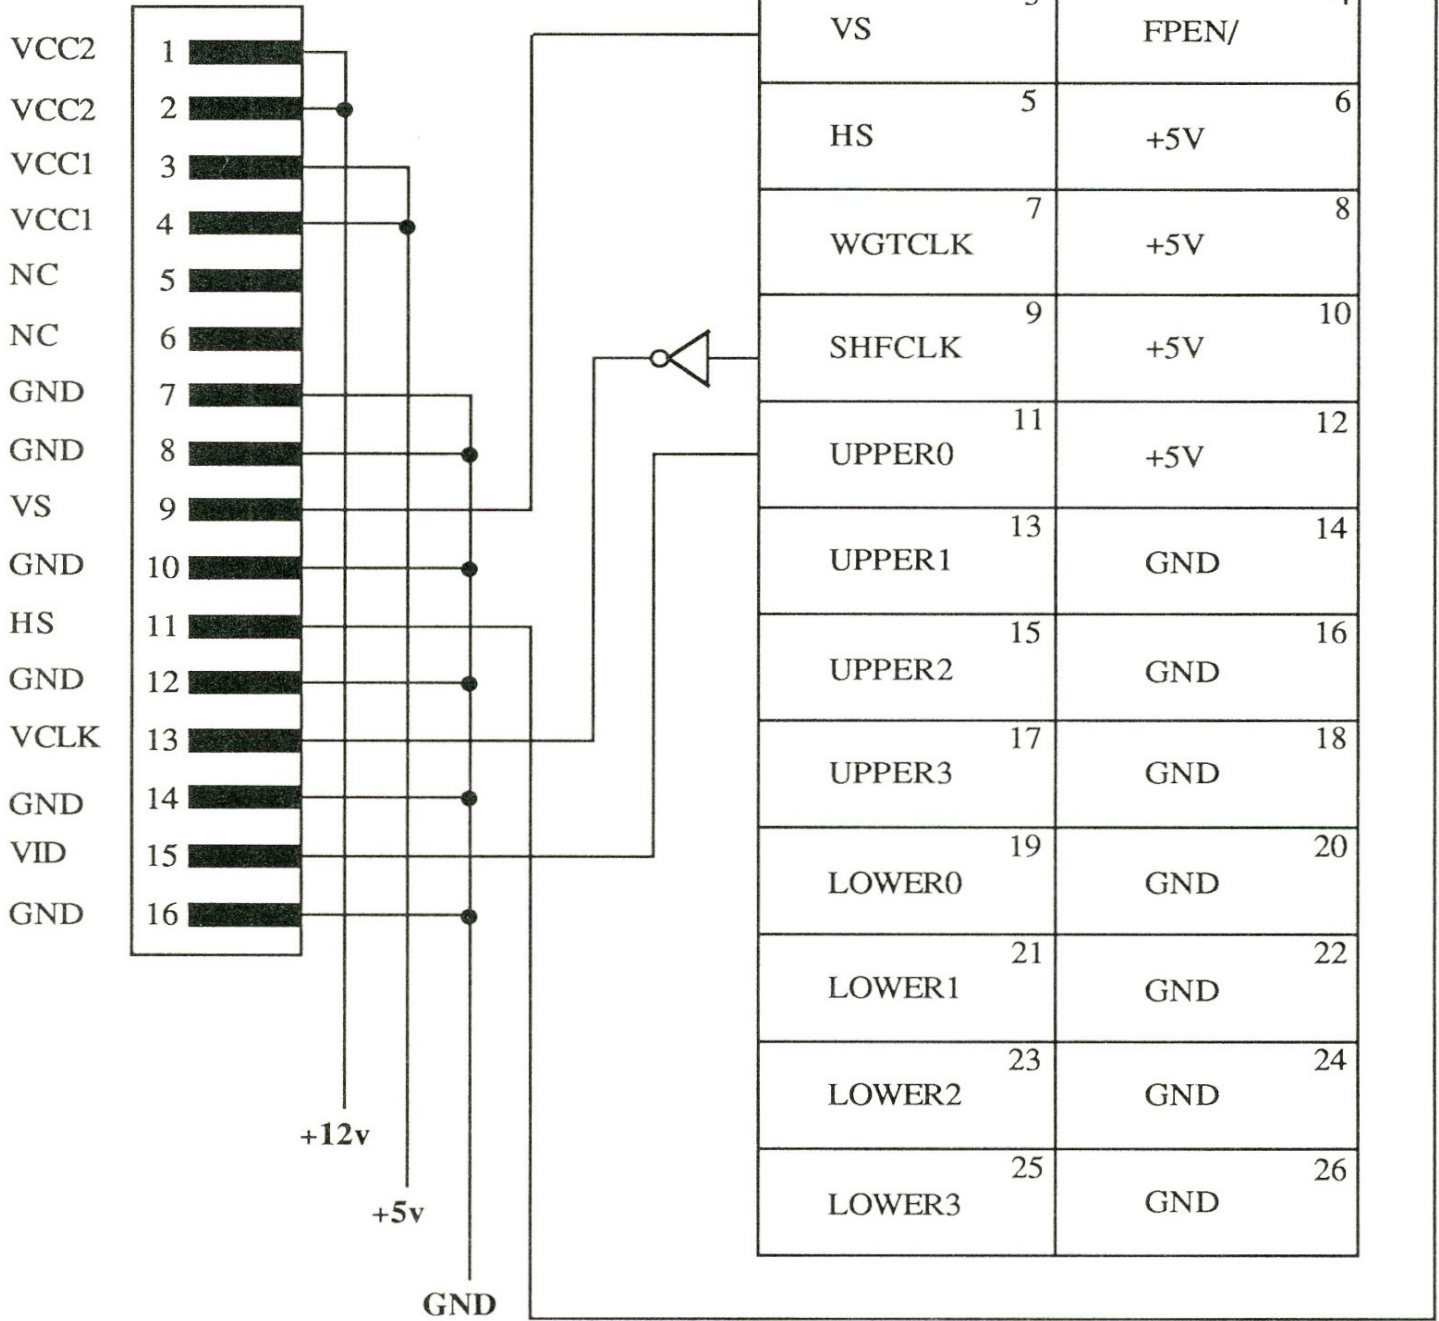 VCC2 1
VCC2 2
VCC1 3
VCC1 4
NC 5
NC 6
GND 7
GND 8
VS 9
GND 10
HS 11
GND 12
VCLK 13
GND 14
VID 15
GND 16
+12v
+5v
GND
VS FPEN/
5 6
HS +5V
7 8
WGTCLK +5V
9 10
SHFCLK +5V
11 12
UPPER0 +5V
13 14
UPPER1 GND
15 16
UPPER2 GND
17 18
UPPER3 GND
19 20
LOWER0 GND
21 22
LOWER1 GND
23 24
LOWER2 GND
25 26
LOWER3 GND